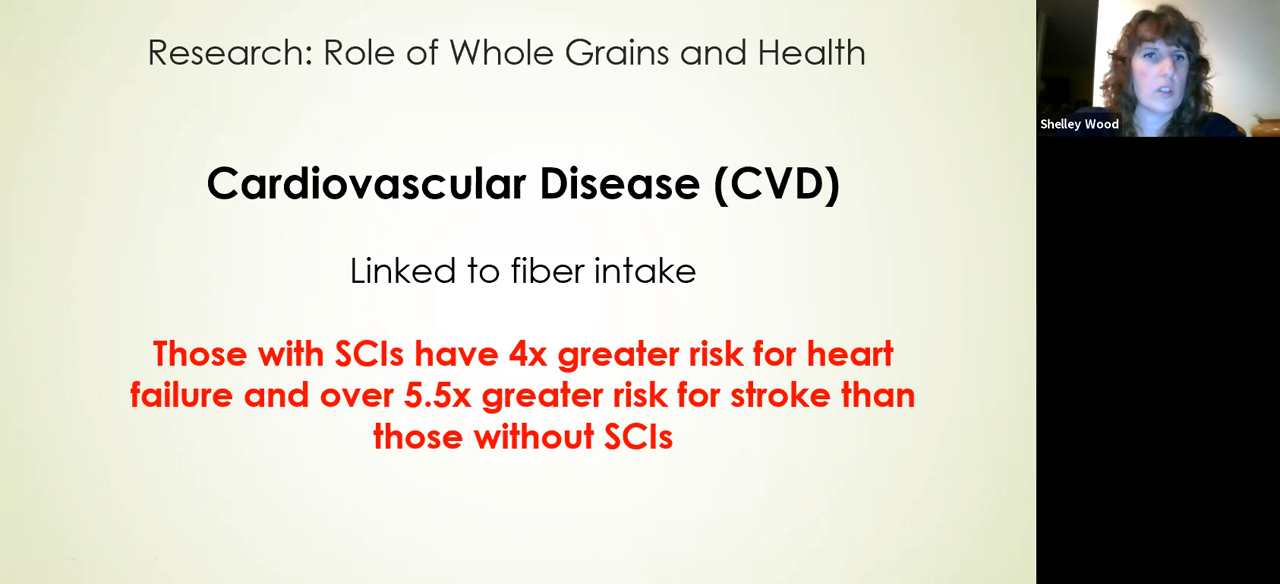 Research: Role of Whole Grains and Health
Cardiovascular Disease (CVD)
Linked to fiber intake
Those with SCIs have 4x greater risk for heart
failure and over 5.5x greater risk for stroke than
those without SCIs
Shelley Wood